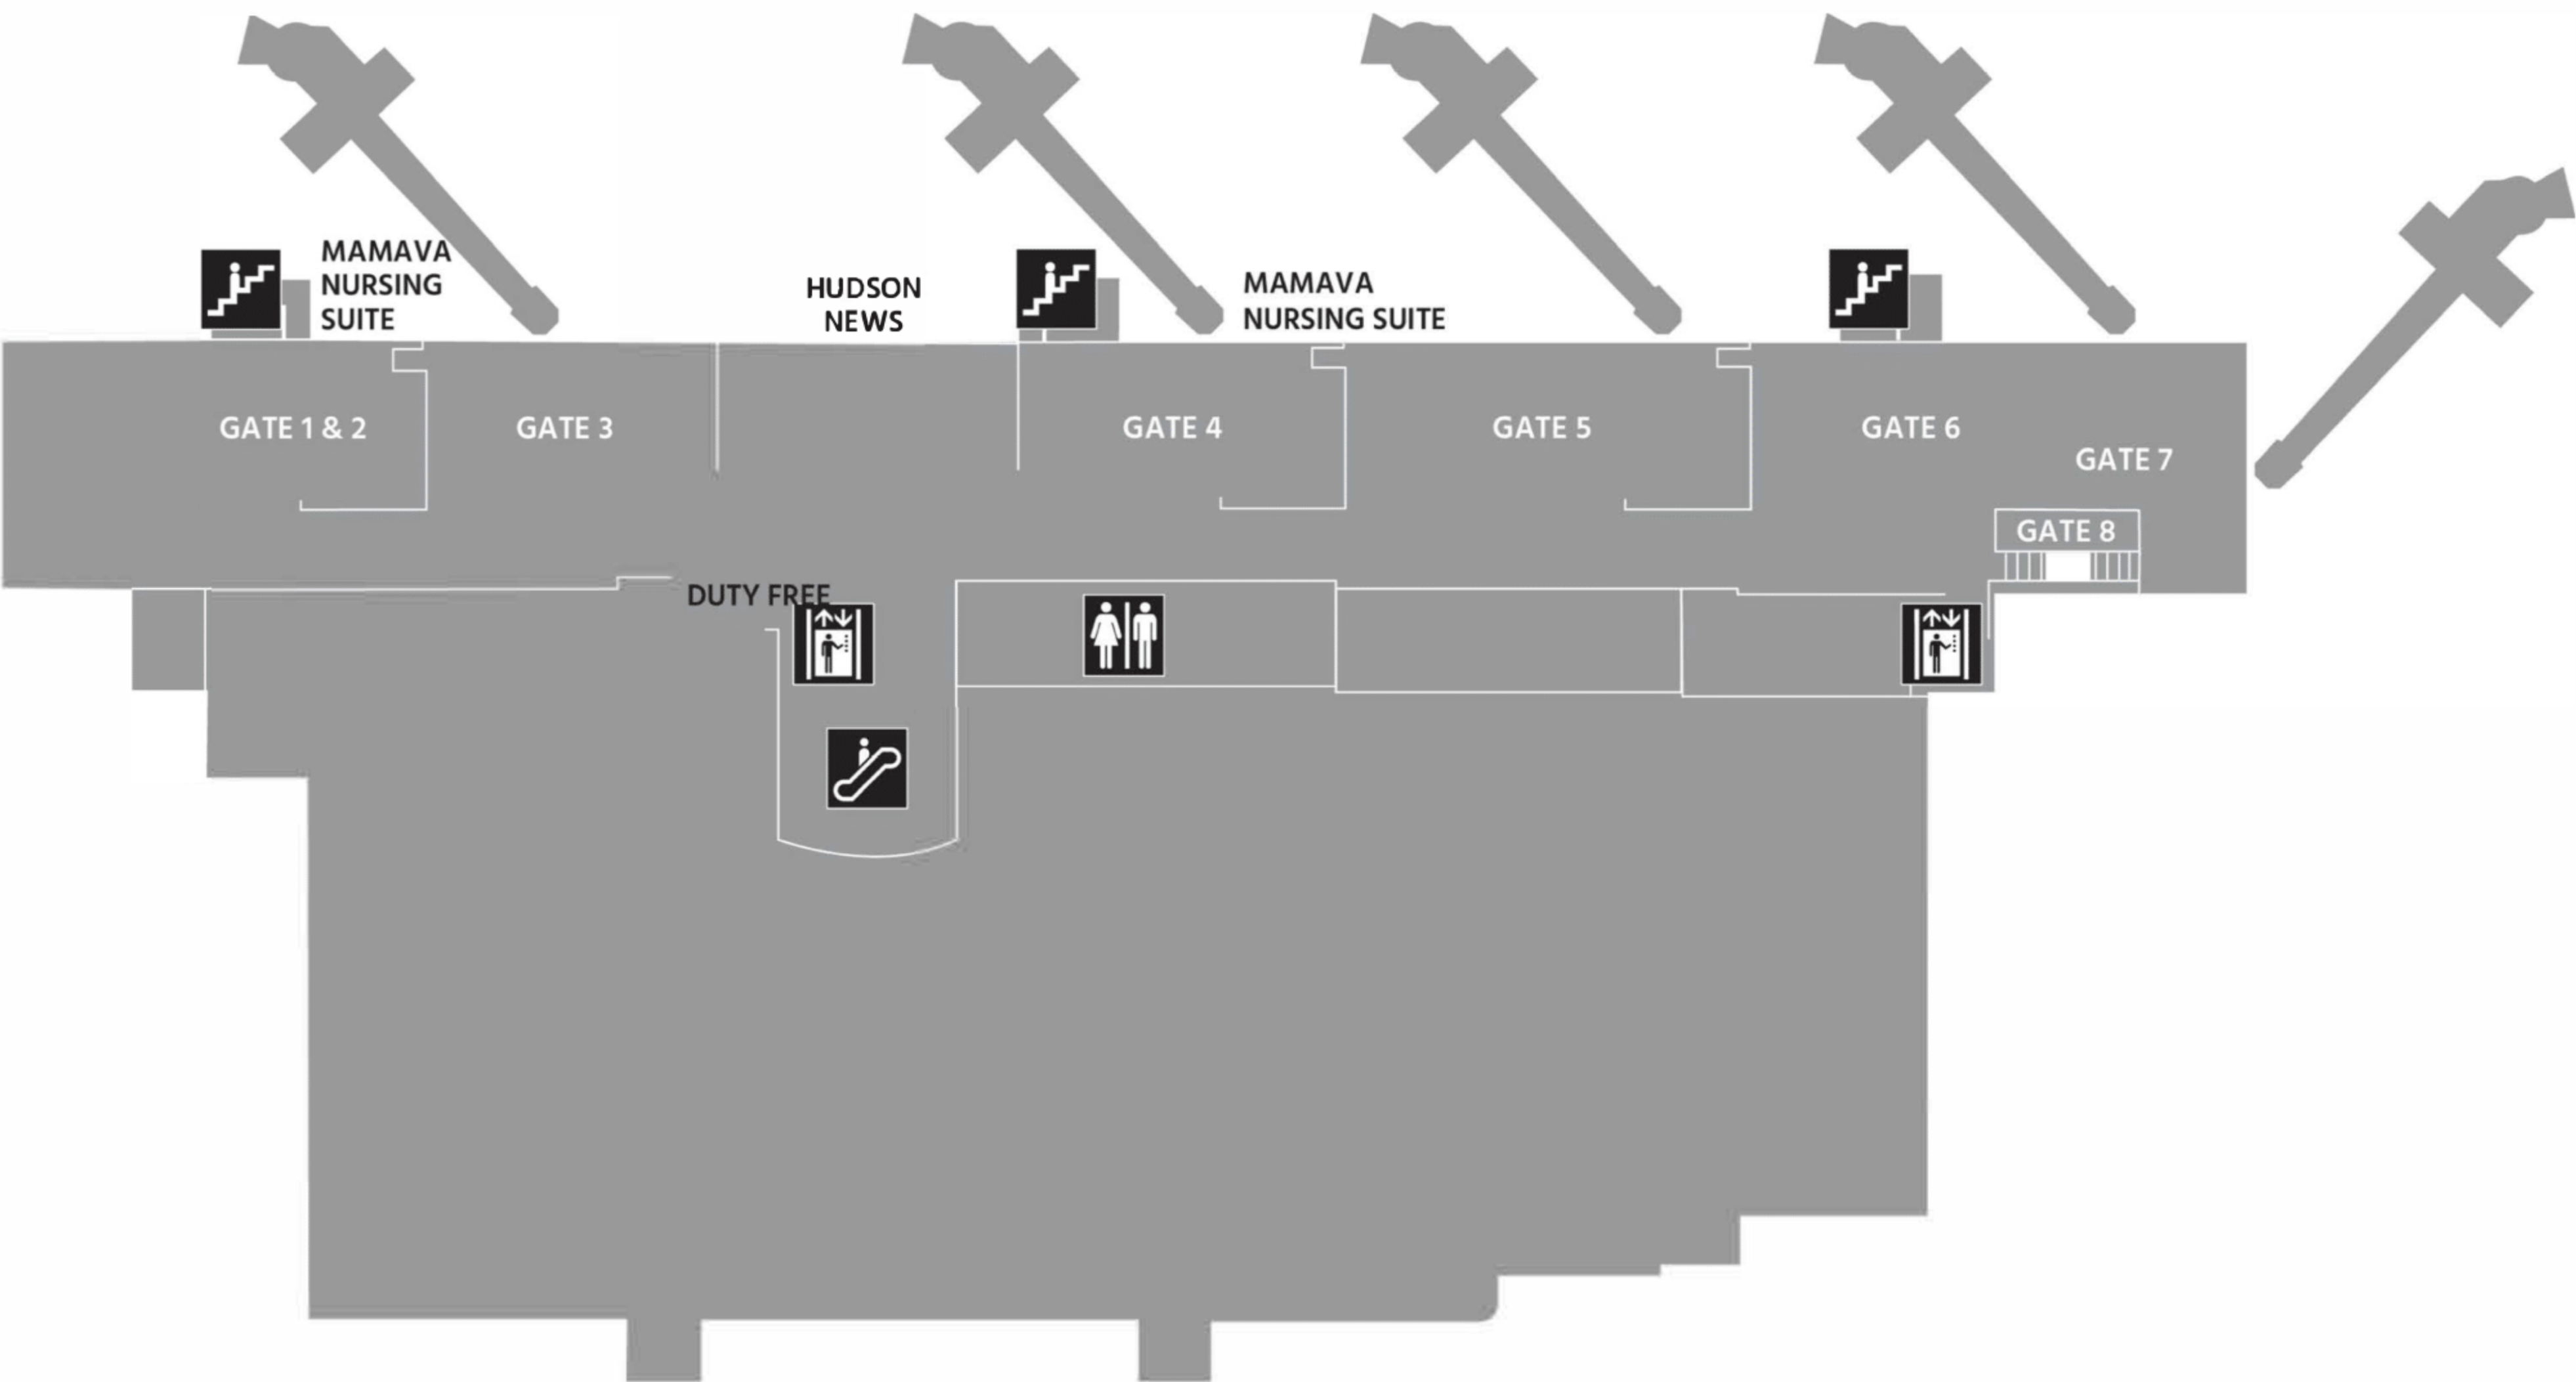 MAMAVA
NURSING
SUITE
HUDSON
NEWS
MAMAVA
NURSING SUITE
GATE 1 & 2
GATE 3
GATE 4
GATE 5
GATE 6
GATE 7
GATE 8
DUTY FREE